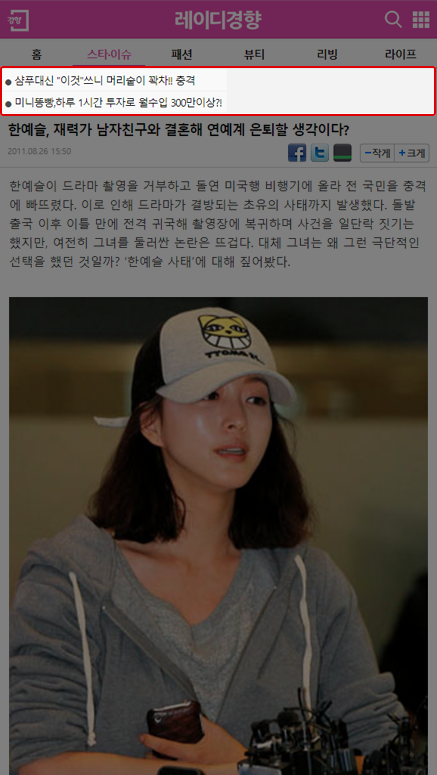 경향
레이디경향
홈 스타·이슈 패션 뷰티 리빙 라이프
● 샴푸대신 "이것"쓰니 머리숱이 꽉차!! 충격
● 미니똥빵,하루 1시간 투자로 월수입 300만이상?!
한예슬, 재력가 남자친구와 결혼해 연예계 은퇴할 생각이다?
2011.08.26 15:50
f t −작게 +크게
한예슬이 드라마 촬영을 거부하고 돌연 미국행 비행기에 올라 전 국민을 충격
에 빠뜨렸다. 이로 인해 드라마가 결방되는 초유의 사태까지 발생했다. 돌발
출국 이후 이틀 만에 전격 귀국해 촬영장에 복귀하며 사건을 일단락 짓기는
했지만, 여전히 그녀를 둘러싼 논란은 뜨겁다. 대체 그녀는 왜 그런 극단적인
선택을 했던 것일까? '한예슬 사태'에 대해 짚어봤다.